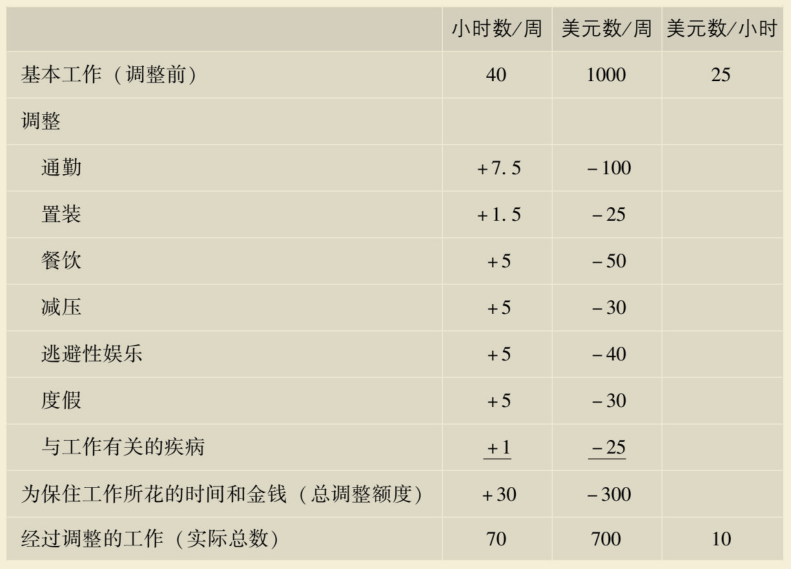 小时数/周 美元数/周 美元数/小时
基本工作（调整前） 40 1000 25
调整
通勤 +7.5 -100
置装 +1.5 -25
餐饮 +5 -50
减压 +5 -30
逃避性娱乐 +5 -40
度假 +5 -30
与工作有关的疾病 +1 -25
为保住工作所花的时间和金钱（总调整额度） +30 -300
经过调整的工作（实际总数） 70 700 10